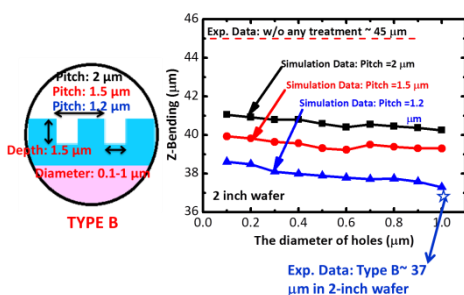 Pitch: 2 μm
Pitch: 1.5 μm
Pitch: 1.2 μm
Depth: 1.5 μm
Diameter: 0.1-1 μm
TYPE B
46
44
42
40
38
36
Z-Bending (μm)
Exp. Data: w/o any treatment ~ 45 μm
Simulation Data: Pitch =2 μm
Simulation Data: Pitch =1.5 μm
Simulation Data: Pitch =1.2
μm
2 inch wafer
0.0 0.2 0.4 0.6 0.8 1.0
The diameter of holes (μm)
Exp. Data: Type B~ 37
μm in 2-inch wafer